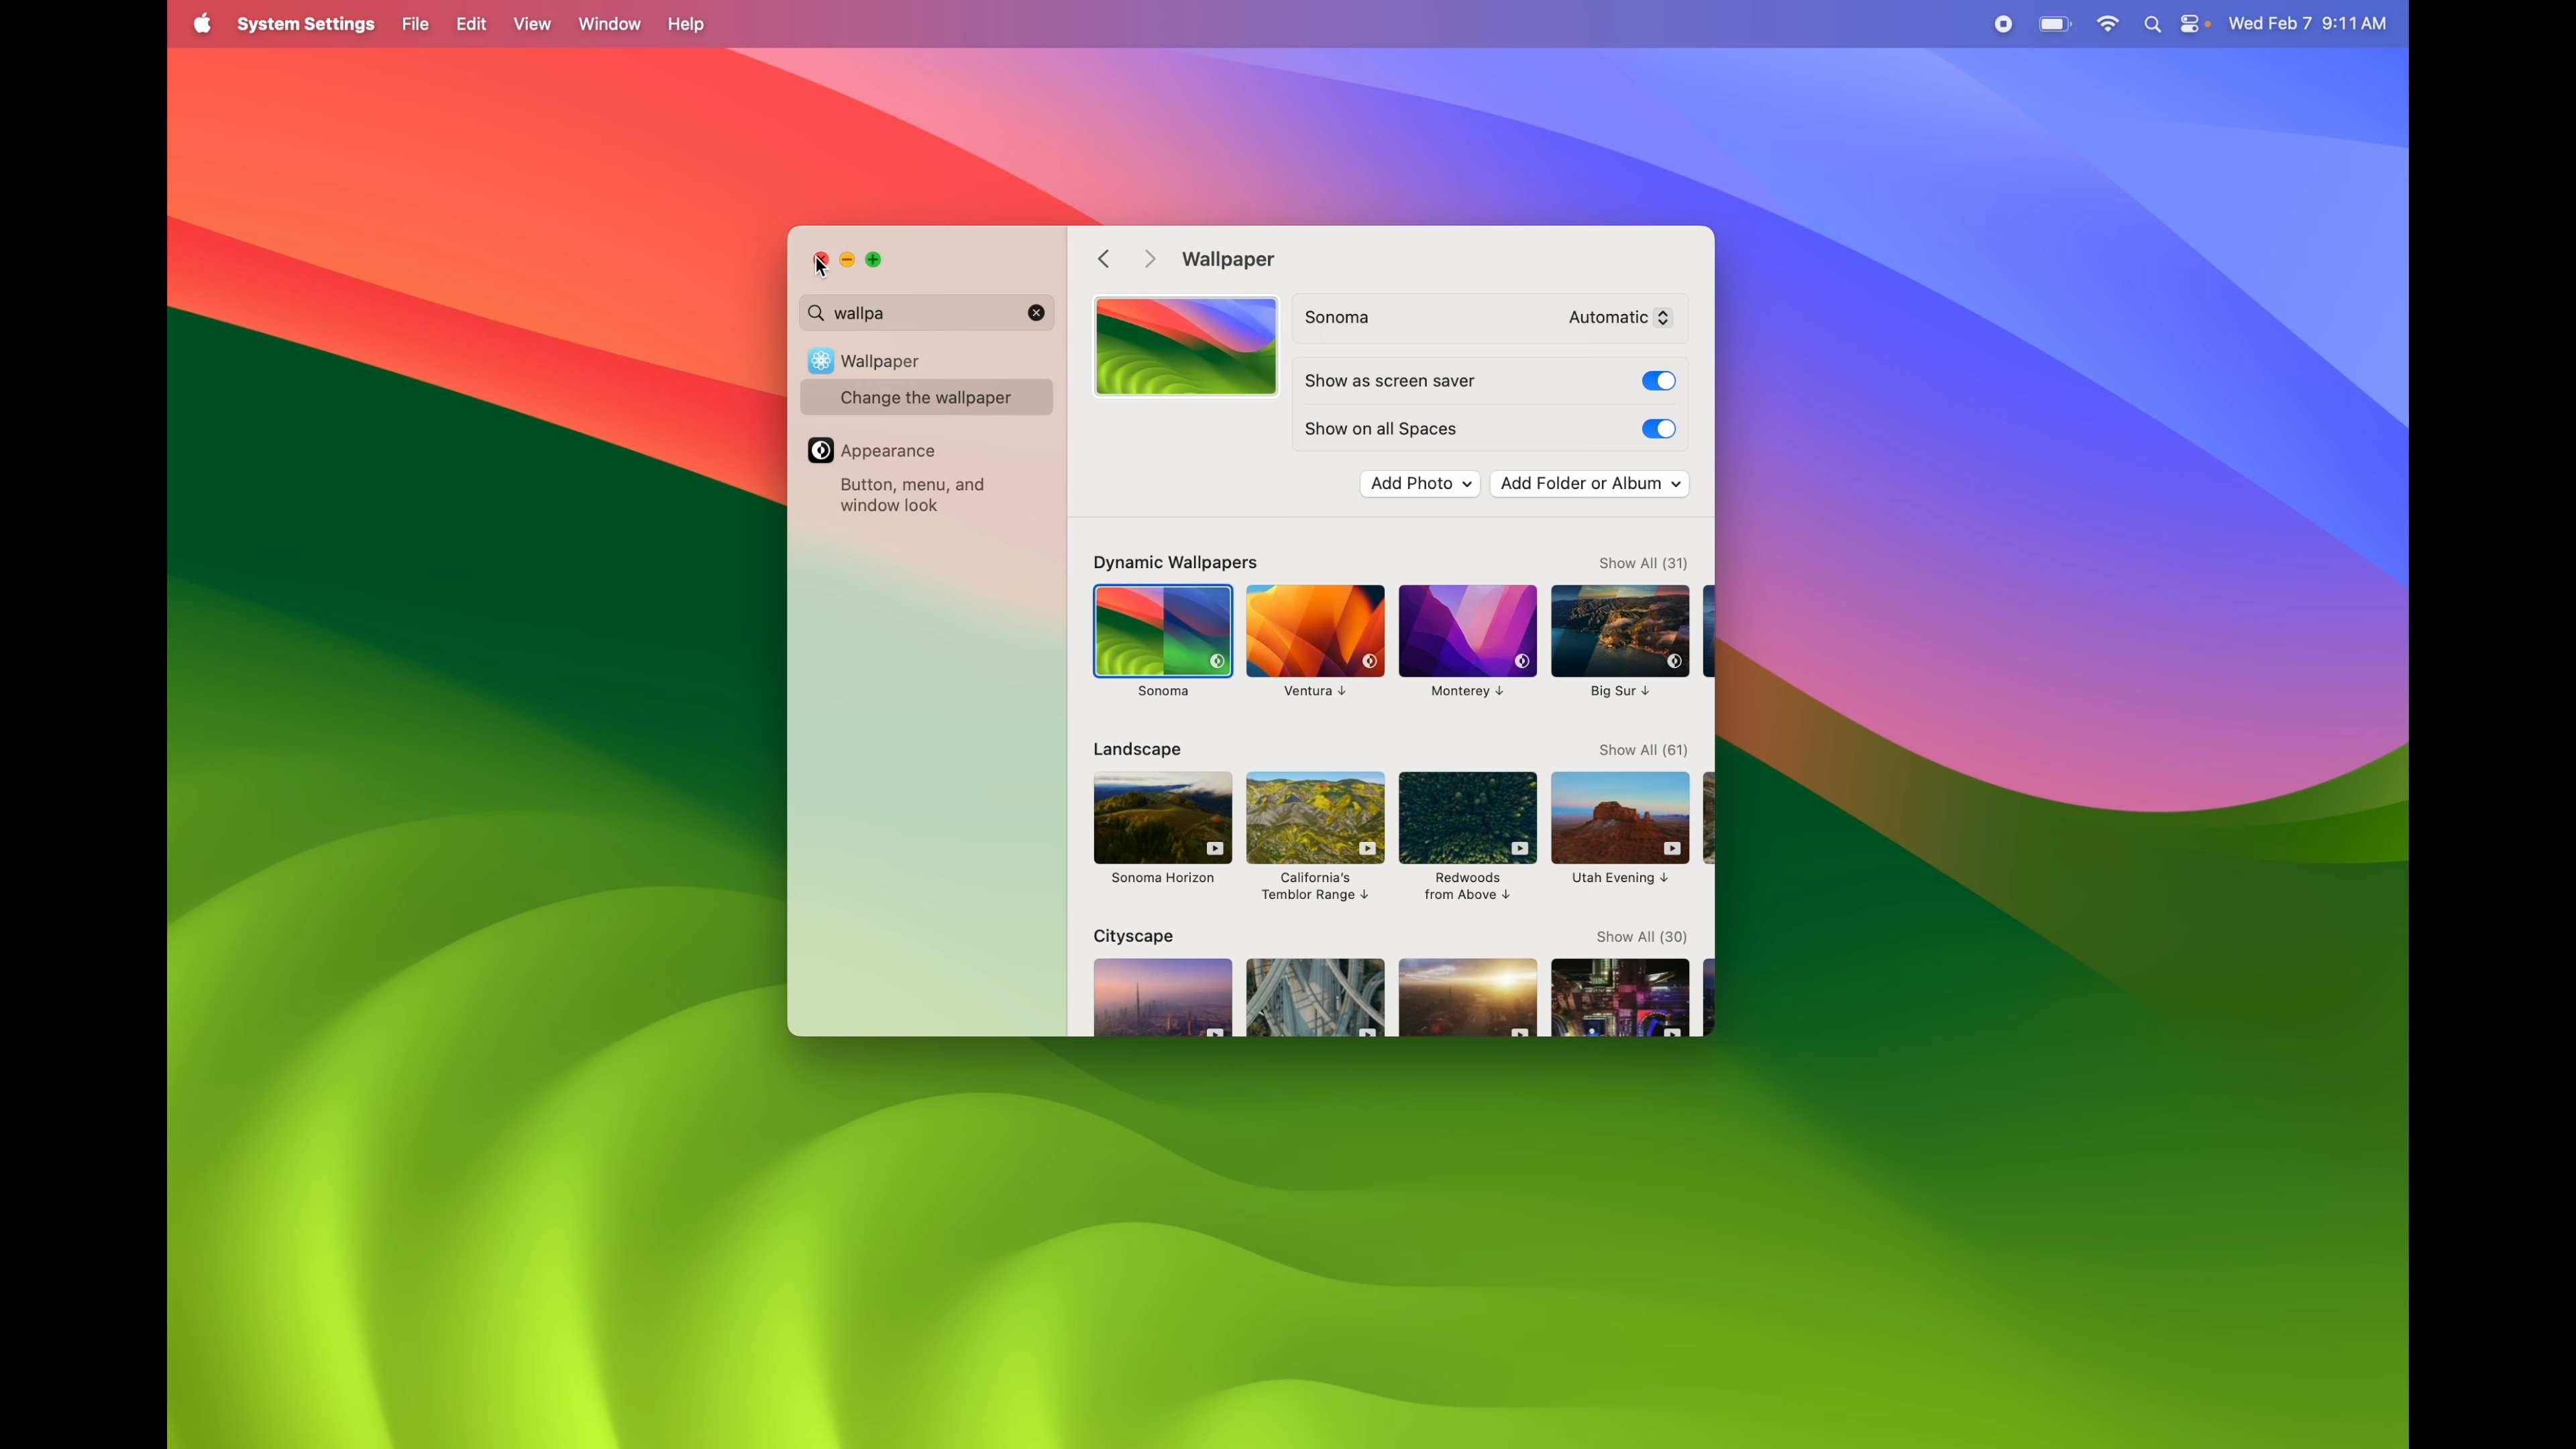 System Settings File Edit View Window Help Wed Feb 7 9:11 AM
Wallpaper
wallpa
Wallpaper
Change the wallpaper
Appearance
Button, menu, and
window look
Sonoma Automatic
Show as screen saver
Show on all Spaces
Add Photo Add Folder or Album
Dynamic Wallpapers Show All (31)
Sonoma Ventura ↓ Monterey ↓ Big Sur ↓
Landscape Show All (61)
Sonoma Horizon California's Redwoods Utah Evening ↓
Temblor Range ↓ from Above ↓
Cityscape Show All (30)